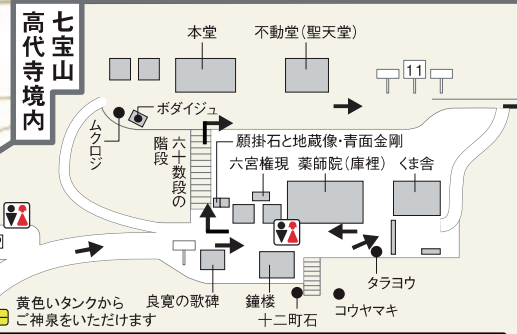 七宝山
高代寺境内
本堂
不動堂(聖天堂)
11
ボダイジュ
ムクロジ
六十数段の
階段
願掛石と地蔵像・青面金剛
六宮権現
薬師院(庫裡)
くま舎
タラヨウ
コウヤマキ
十二町石
鐘楼
良寛の歌碑
黄色いタンクから
ご神泉をいただけます